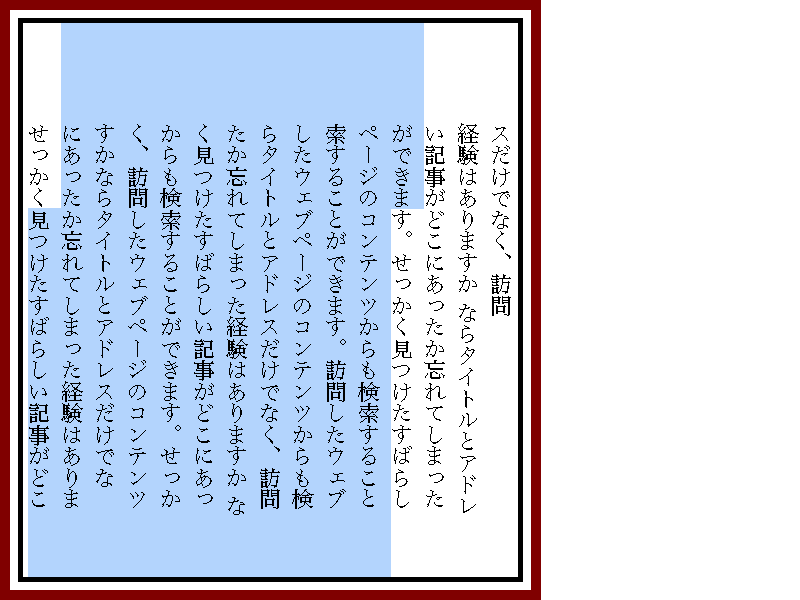 せっかく見つけたすばらしい記事がどこ
にあったか忘れてしまった経験はありま
すかならタイトルとアドレスだけでな
く、訪問したウェブページのコンテンツ
からも検索することができます。せっか
く見つけたすばらしい記事がどこにあっ
たか忘れてしまった経験はありますか な
らタイトルとアドレスだけでなく、訪問
したウェブページのコンテンツからも検
索することができます。訪問したウェブ
ページのコンテンツからも検索すること
ができます。せっかく見つけたすばらし
い記事がどこにあったか忘れてしまった
経験はありますか ならタイトルとアドレ
スだけでなく、訪問